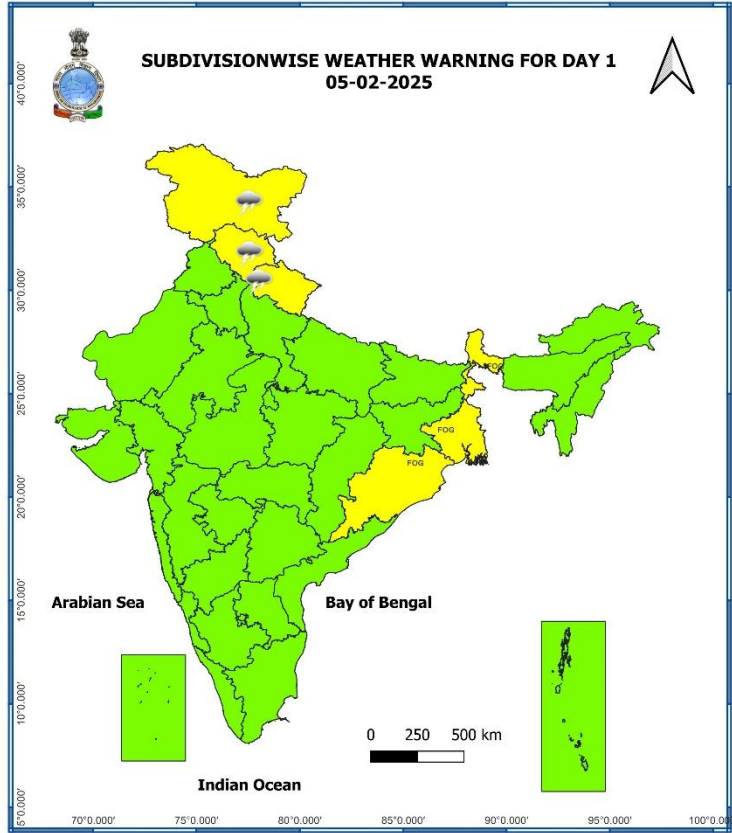 SUBDIVISIONWISE WEATHER WARNING FOR DAY 1
05-02-2025
40°0.000'
35°0.000'
30°0.000'
25°0.000'
20°0.000'
15°0.000'
10°0.000'
5°0.000'
FOG
FOG
FOG
Arabian Sea
Bay of Bengal
0 250 500 km
Indian Ocean
70°0.000' 75°0.000' 80°0.000' 85°0.000' 90°0.000' 95°0.000' 100°0.0